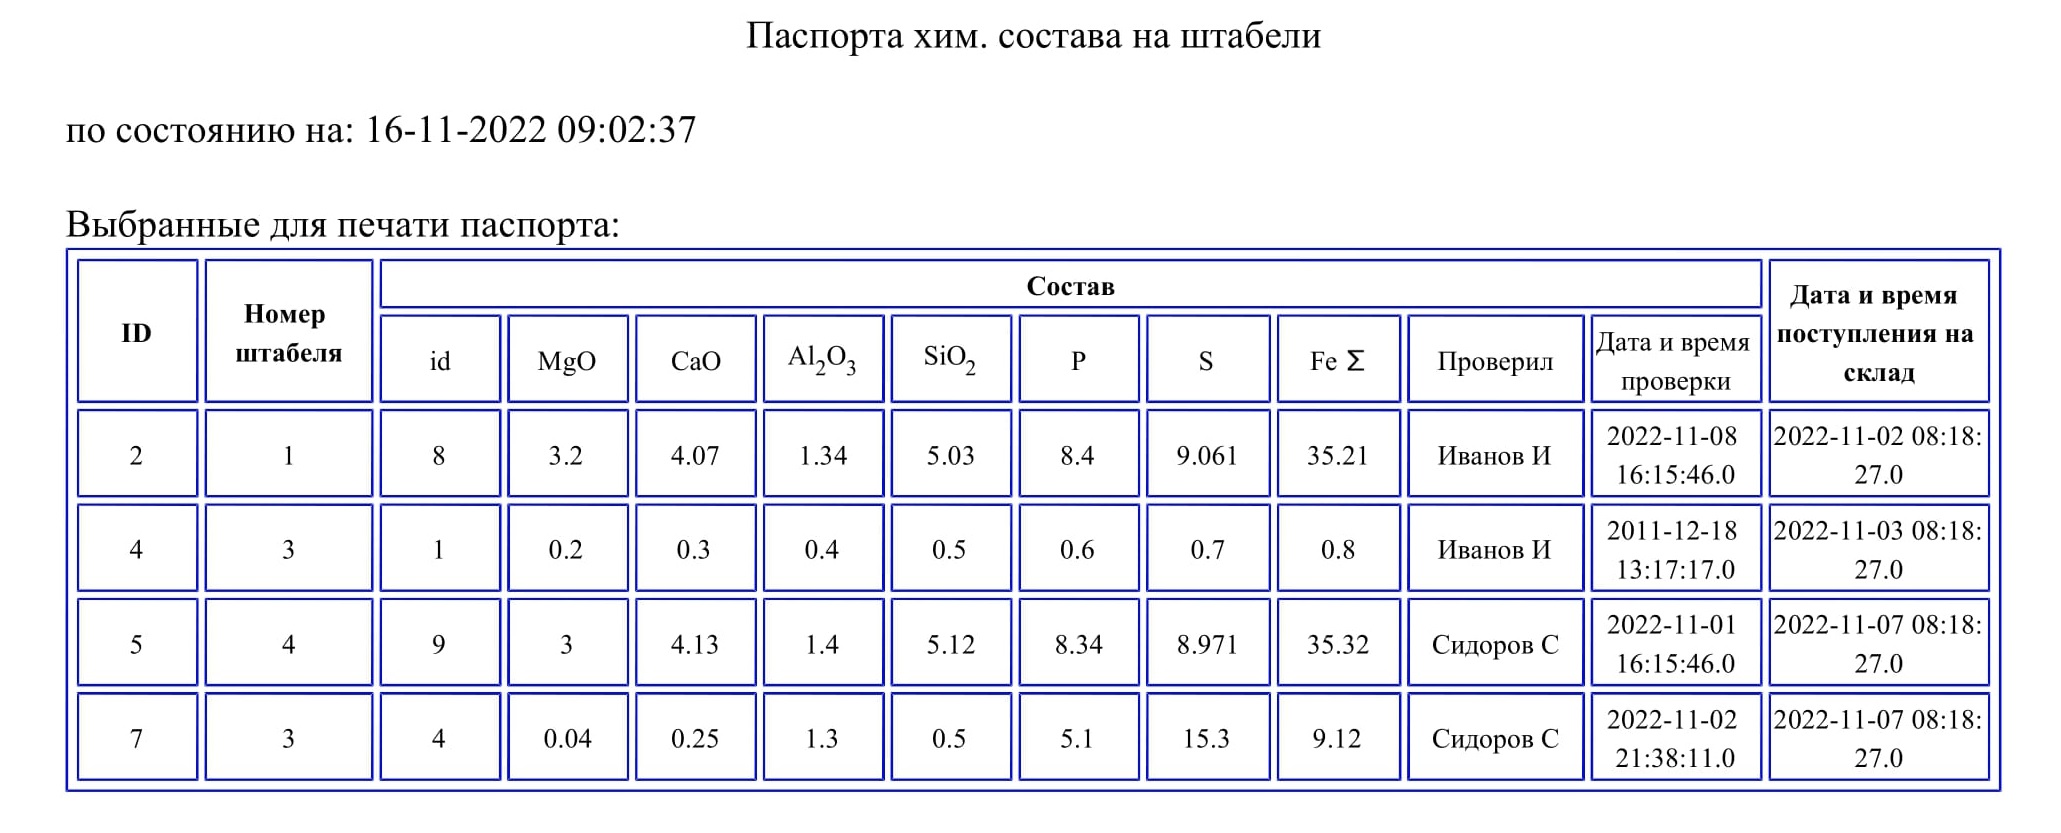 Паспорта хим. состава на штабели
по состоянию на: 16-11-2022 09:02:37
Выбранные для печати паспорта:
ID
Номер
штабеля
Состав
Дата и время
поступления на
склад
id
MgO
CaO
Al₂O₃
SiO₂
P
S
Fe Σ
Проверил
Дата и время
проверки
2
1
8
3.2
4.07
1.34
5.03
8.4
9.061
35.21
Иванов И
2022-11-08
16:15:46.0
2022-11-02 08:18:
27.0
4
3
1
0.2
0.3
0.4
0.5
0.6
0.7
0.8
Иванов И
2011-12-18
13:17:17.0
2022-11-03 08:18:
27.0
5
4
9
3
4.13
1.4
5.12
8.34
8.971
35.32
Сидоров С
2022-11-01
16:15:46.0
2022-11-07 08:18:
27.0
7
3
4
0.04
0.25
1.3
0.5
5.1
15.3
9.12
Сидоров С
2022-11-02
21:38:11.0
2022-11-07 08:18:
27.0